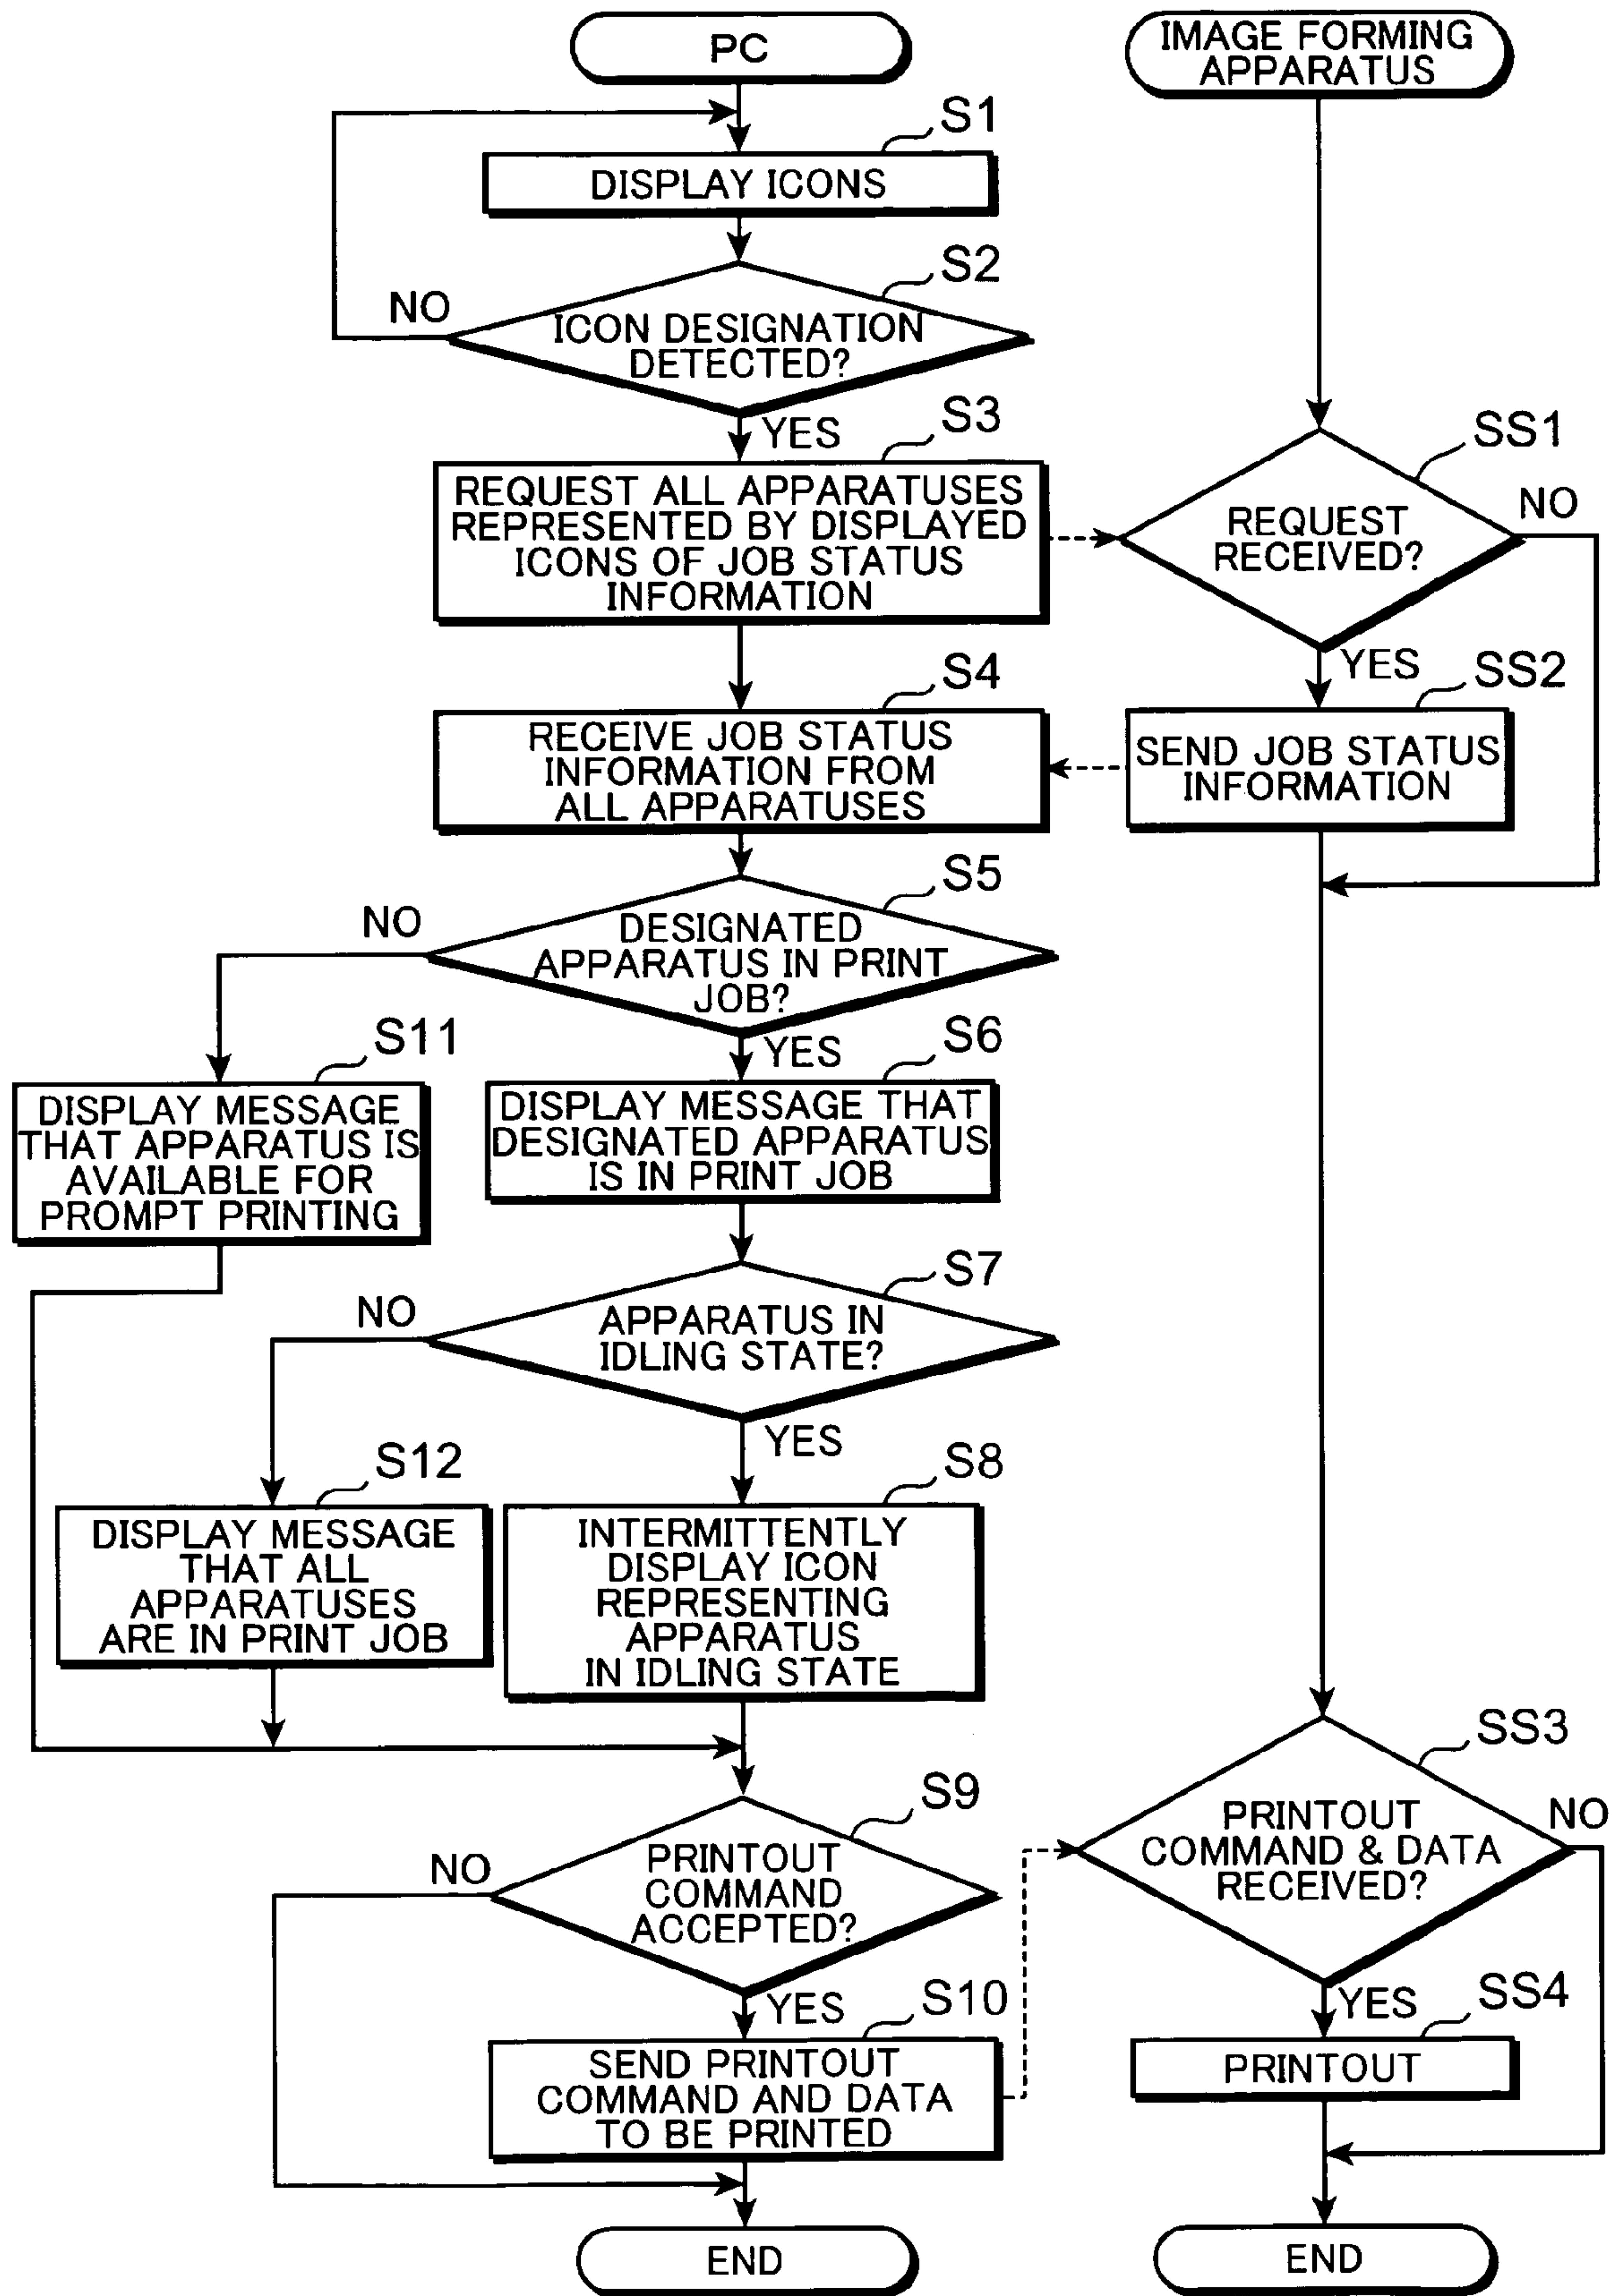 PC
S1
DISPLAY ICONS
S2
NO
ICON DESIGNATION
DETECTED?
YES
S3
REQUEST ALL APPARATUSES
REPRESENTED BY DISPLAYED
ICONS OF JOB STATUS
INFORMATION
S4
RECEIVE JOB STATUS
INFORMATION FROM
ALL APPARATUSES
S5
NO
DESIGNATED
APPARATUS IN PRINT
JOB?
YES
S11
DISPLAY MESSAGE
THAT APPARATUS IS
AVAILABLE FOR
PROMPT PRINTING
S6
DISPLAY MESSAGE THAT
DESIGNATED APPARATUS
IS IN PRINT JOB
S7
NO
APPARATUS IN
IDLING STATE?
YES
S12
DISPLAY MESSAGE
THAT ALL
APPARATUSES
ARE IN PRINT JOB
S8
INTERMITTENTLY
DISPLAY ICON
REPRESENTING
APPARATUS
IN IDLING STATE
S9
NO
PRINTOUT
COMMAND
ACCEPTED?
YES
S10
SEND PRINTOUT
COMMAND AND DATA
TO BE PRINTED
END
IMAGE FORMING
APPARATUS
SS1
NO
REQUEST
RECEIVED?
YES
SS2
SEND JOB STATUS
INFORMATION
SS3
NO
PRINTOUT
COMMAND & DATA
RECEIVED?
YES
SS4
PRINTOUT
END